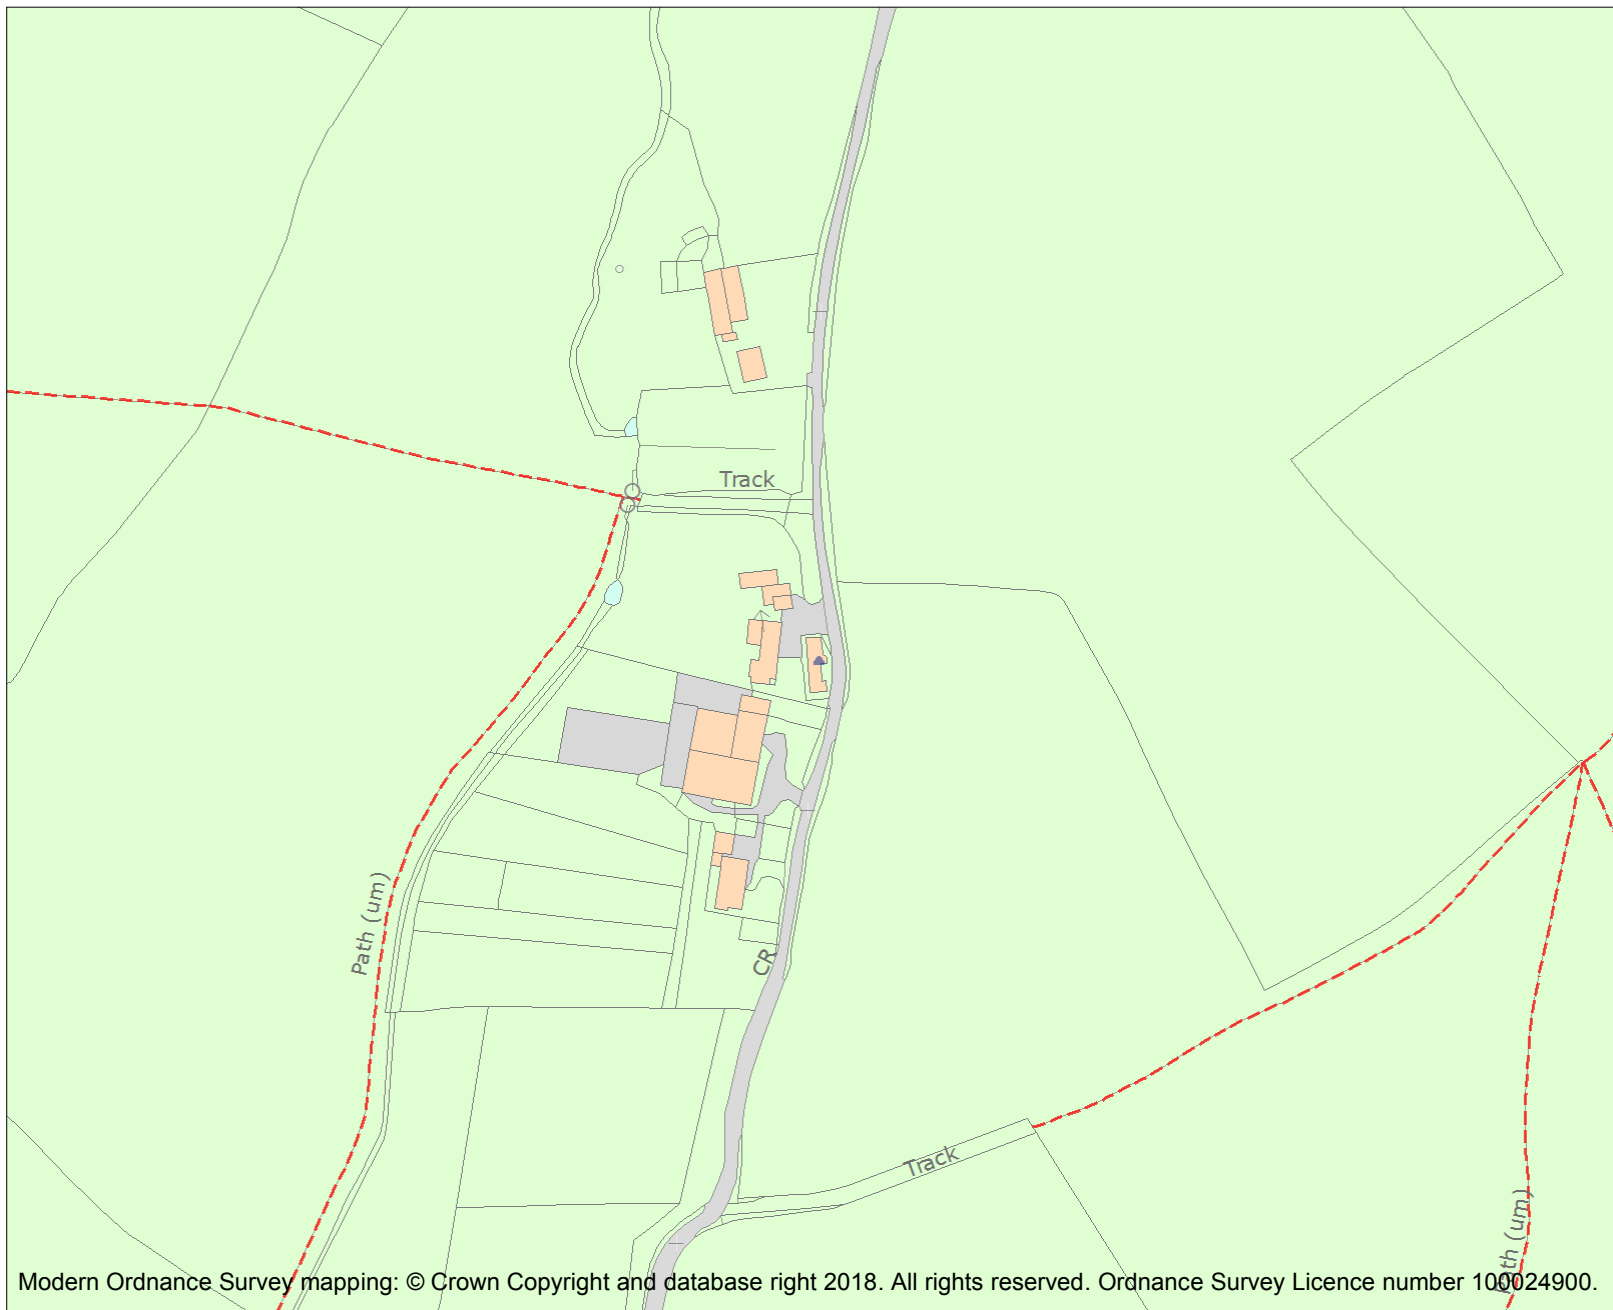 Track
Path (um)
CR
Track
Path (um)
Modern Ordnance Survey mapping: © Crown Copyright and database right 2018. All rights reserved. Ordnance Survey Licence number 100024900.